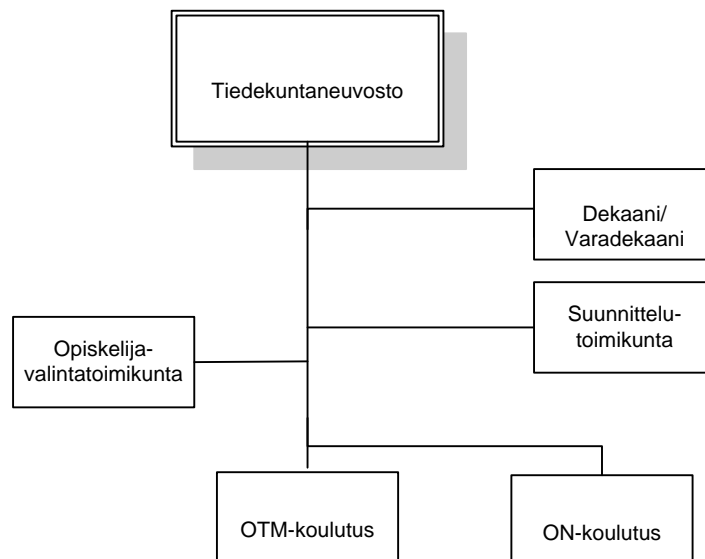 Tiedekuntaneuvosto
Dekaani/
Varadekaani
Suunnittelu-
toimikunta
Opiskelija-
valintatoimikunta
OTM-koulutus
ON-koulutus